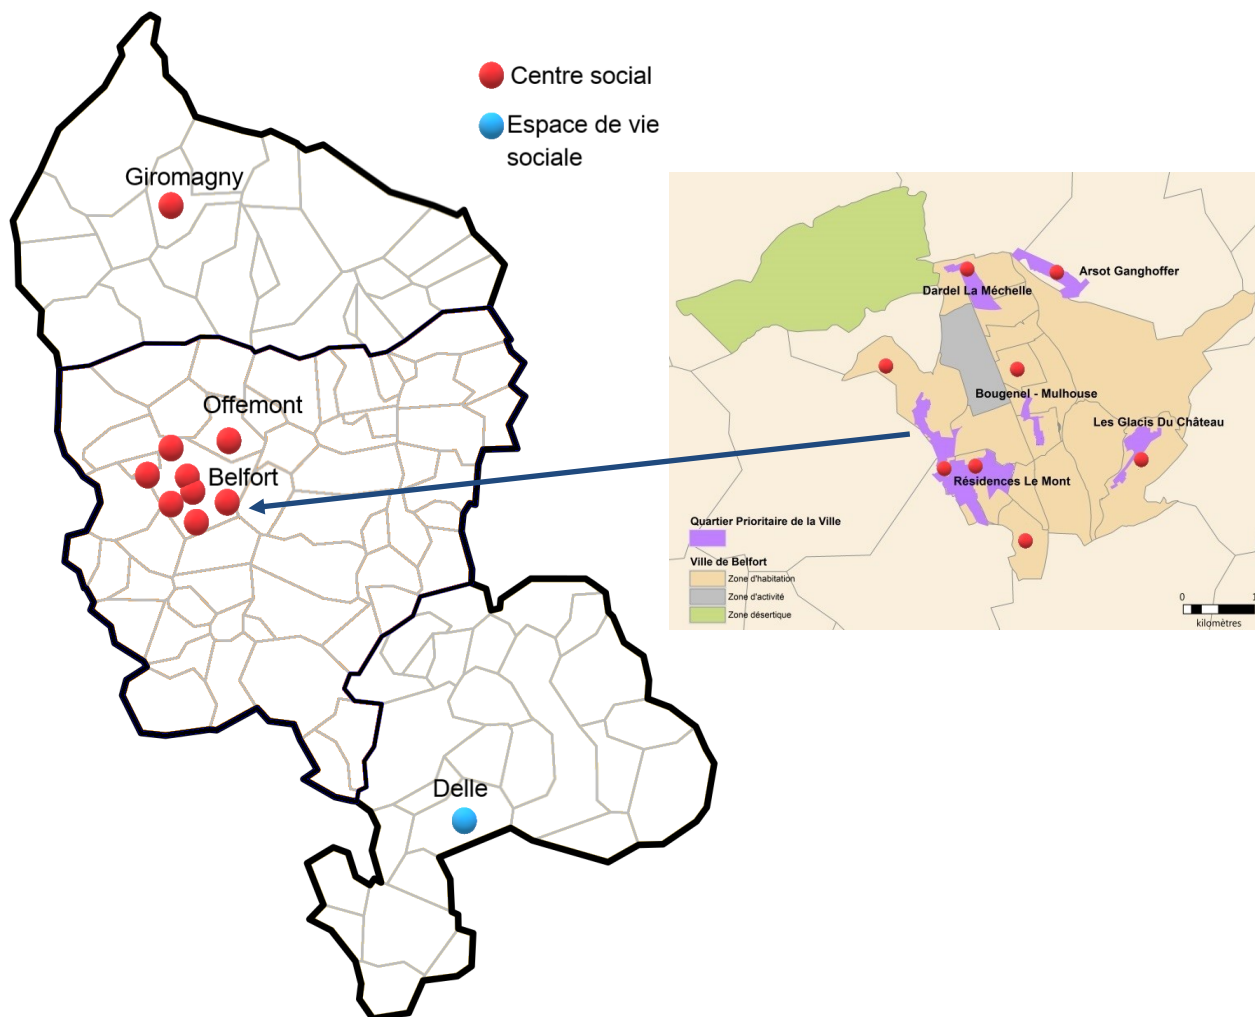 Centre social
Espace de vie
sociale
Giromagny
Offemont
Belfort
Delle
Arsot Ganghoffer
Dardel La Méchelle
Bougenel - Mulhouse
Les Glacis Du Château
Résidences Le Mont
Quartier Prioritaire de la Ville
Ville de Belfort
Zone d'habitation
Zone d'activité
Zone désertique
0 1
kilomètres